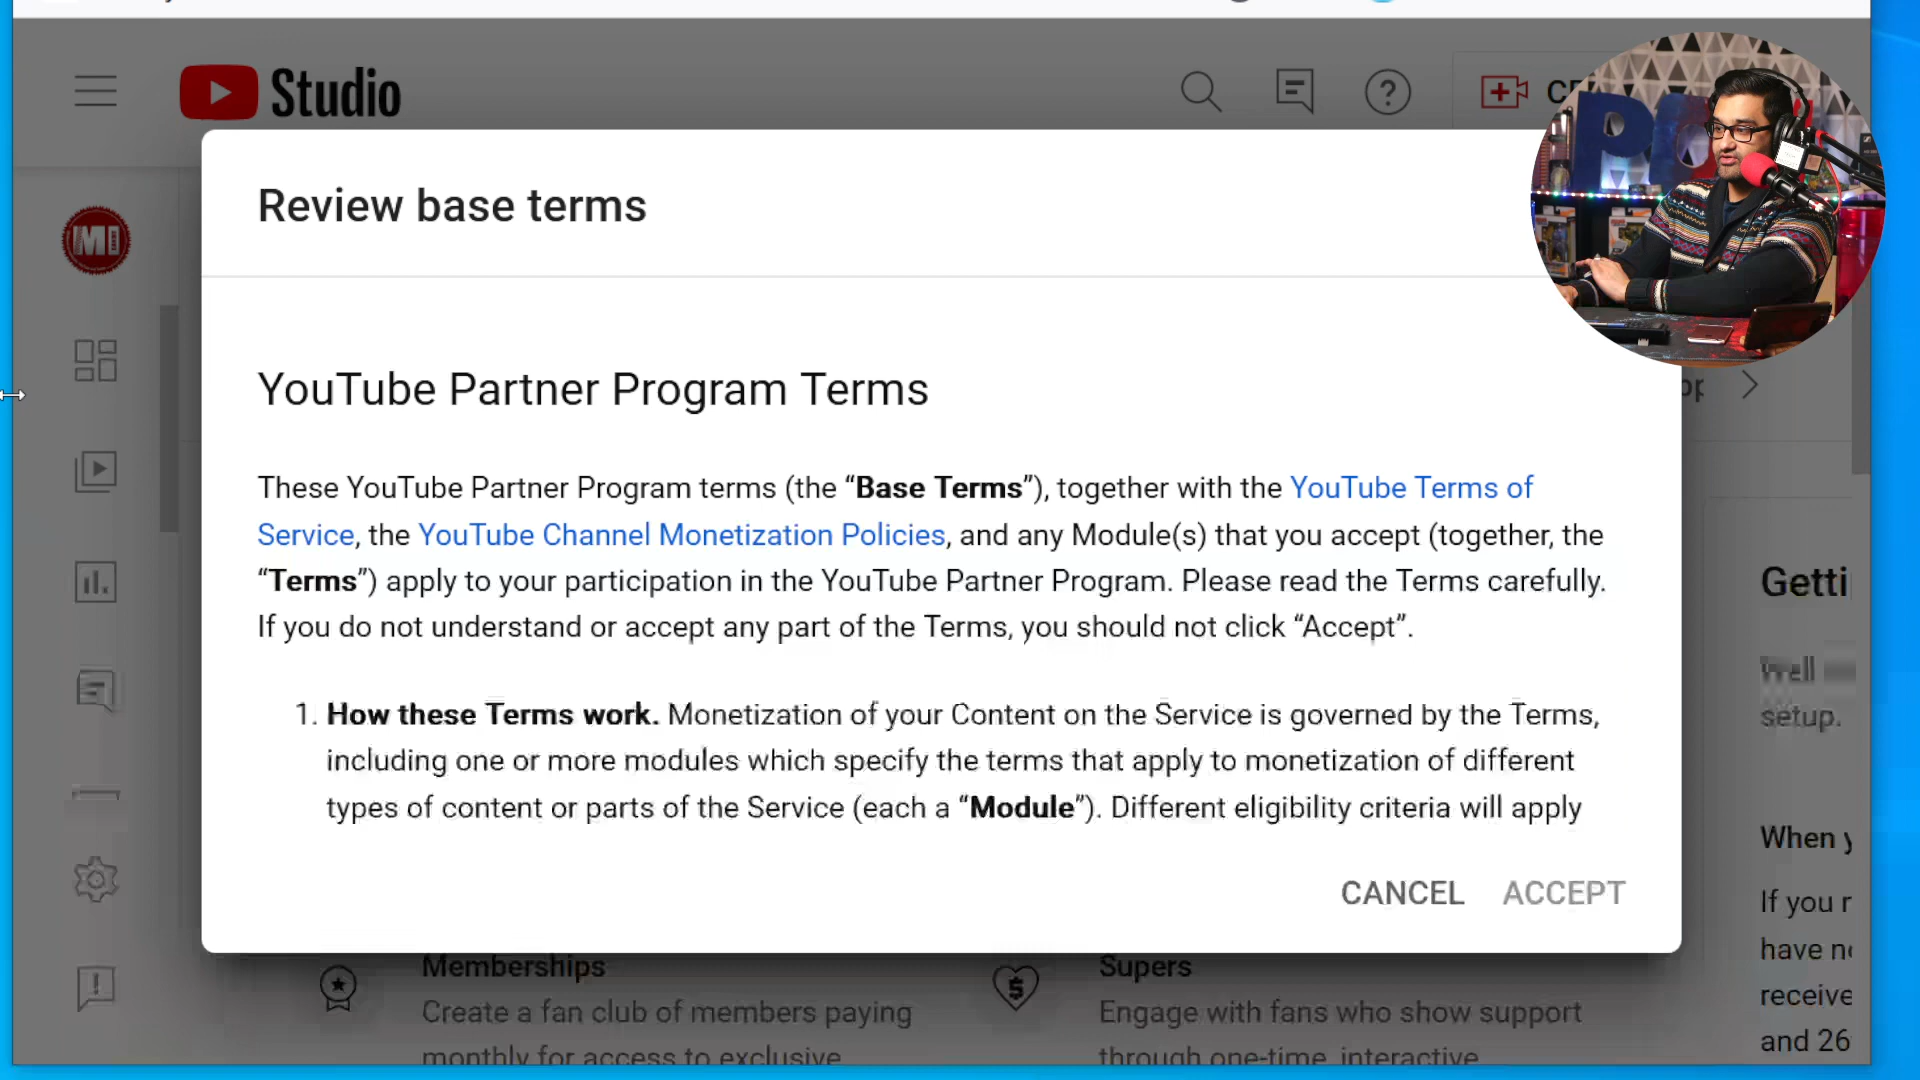 Studio
Review base terms
YouTube Partner Program Terms
These YouTube Partner Program terms (the “Base Terms”), together with the YouTube Terms of
Service, the YouTube Channel Monetization Policies, and any Module(s) that you accept (together, the
“Terms”) apply to your participation in the YouTube Partner Program. Please read the Terms carefully.
If you do not understand or accept any part of the Terms, you should not click “Accept”.
1. How these Terms work. Monetization of your Content on the Service is governed by the Terms,
including one or more modules which specify the terms that apply to monetization of different
types of content or parts of the Service (each a “Module”). Different eligibility criteria will apply
CANCEL ACCEPT
Memberships
Create a fan club of members paying
monthly for access to exclusive
Supers
Engage with fans who show support
through one-time, interactive
Getti
setup.
When y
If you r
have n
receive
and 26